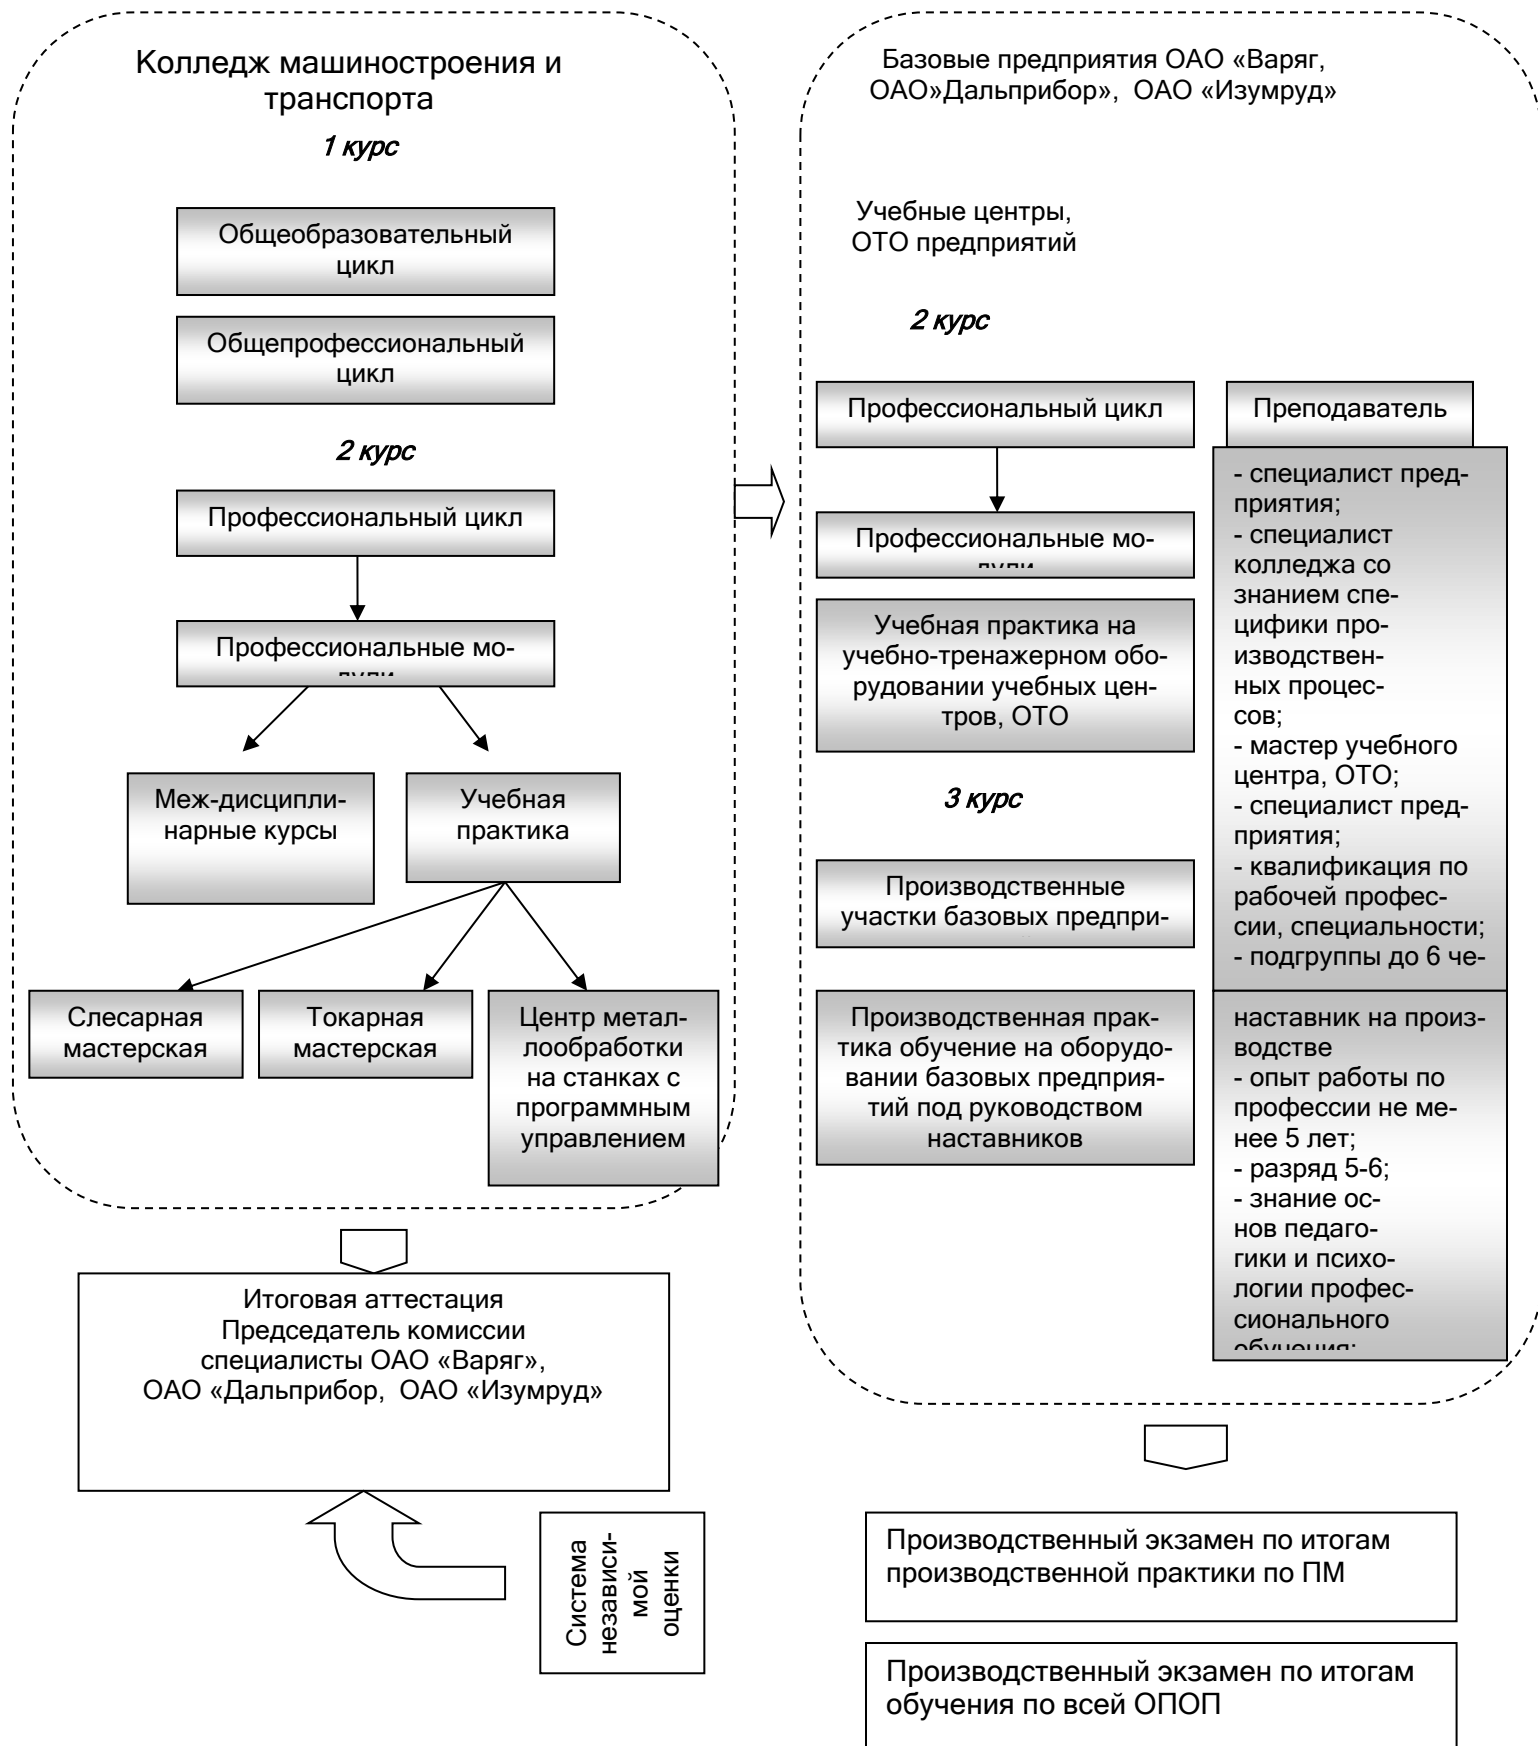 Колледж машиностроения и
транспорта
1 курс
Общеобразовательный
цикл
Общепрофессиональный
цикл
2 курс
Профессиональный цикл
Профессиональные мо-
дули
Меж-дисципли-
нарные курсы
Учебная
практика
Слесарная
мастерская
Токарная
мастерская
Центр метал-
лообработки
на станках с
программным
управлением
Итоговая аттестация
Председатель комиссии
специалисты ОАО «Варяг»,
ОАО «Дальприбор, ОАО «Изумруд»
Система
независи-
мой
оценки
Базовые предприятия ОАО «Варяг,
ОАО»Дальприбор», ОАО «Изумруд»
Учебные центры,
ОТО предприятий
2 курс
Профессиональный цикл
Профессиональные мо-
дули
Учебная практика на
учебно-тренажерном обо-
рудовании учебных цен-
тров, ОТО
3 курс
Производственные
участки базовых предпри-
Производственная прак-
тика обучение на оборудо-
вании базовых предприя-
тий под руководством
наставников
Преподаватель
- специалист пред-
приятия;
- специалист
колледжа со
знанием спе-
цифики про-
изводствен-
ных процес-
сов;
- мастер учебного
центра, ОТО;
- специалист пред-
приятия;
- квалификация по
рабочей профес-
сии, специальности;
- подгруппы до 6 че-
наставник на произ-
водстве
- опыт работы по
профессии не ме-
нее 5 лет;
- разряд 5-6;
- знание ос-
нов педаго-
гики и психо-
логии профес-
сионального
обучения;
Производственный экзамен по итогам
производственной практики по ПМ
Производственный экзамен по итогам
обучения по всей ОПОП